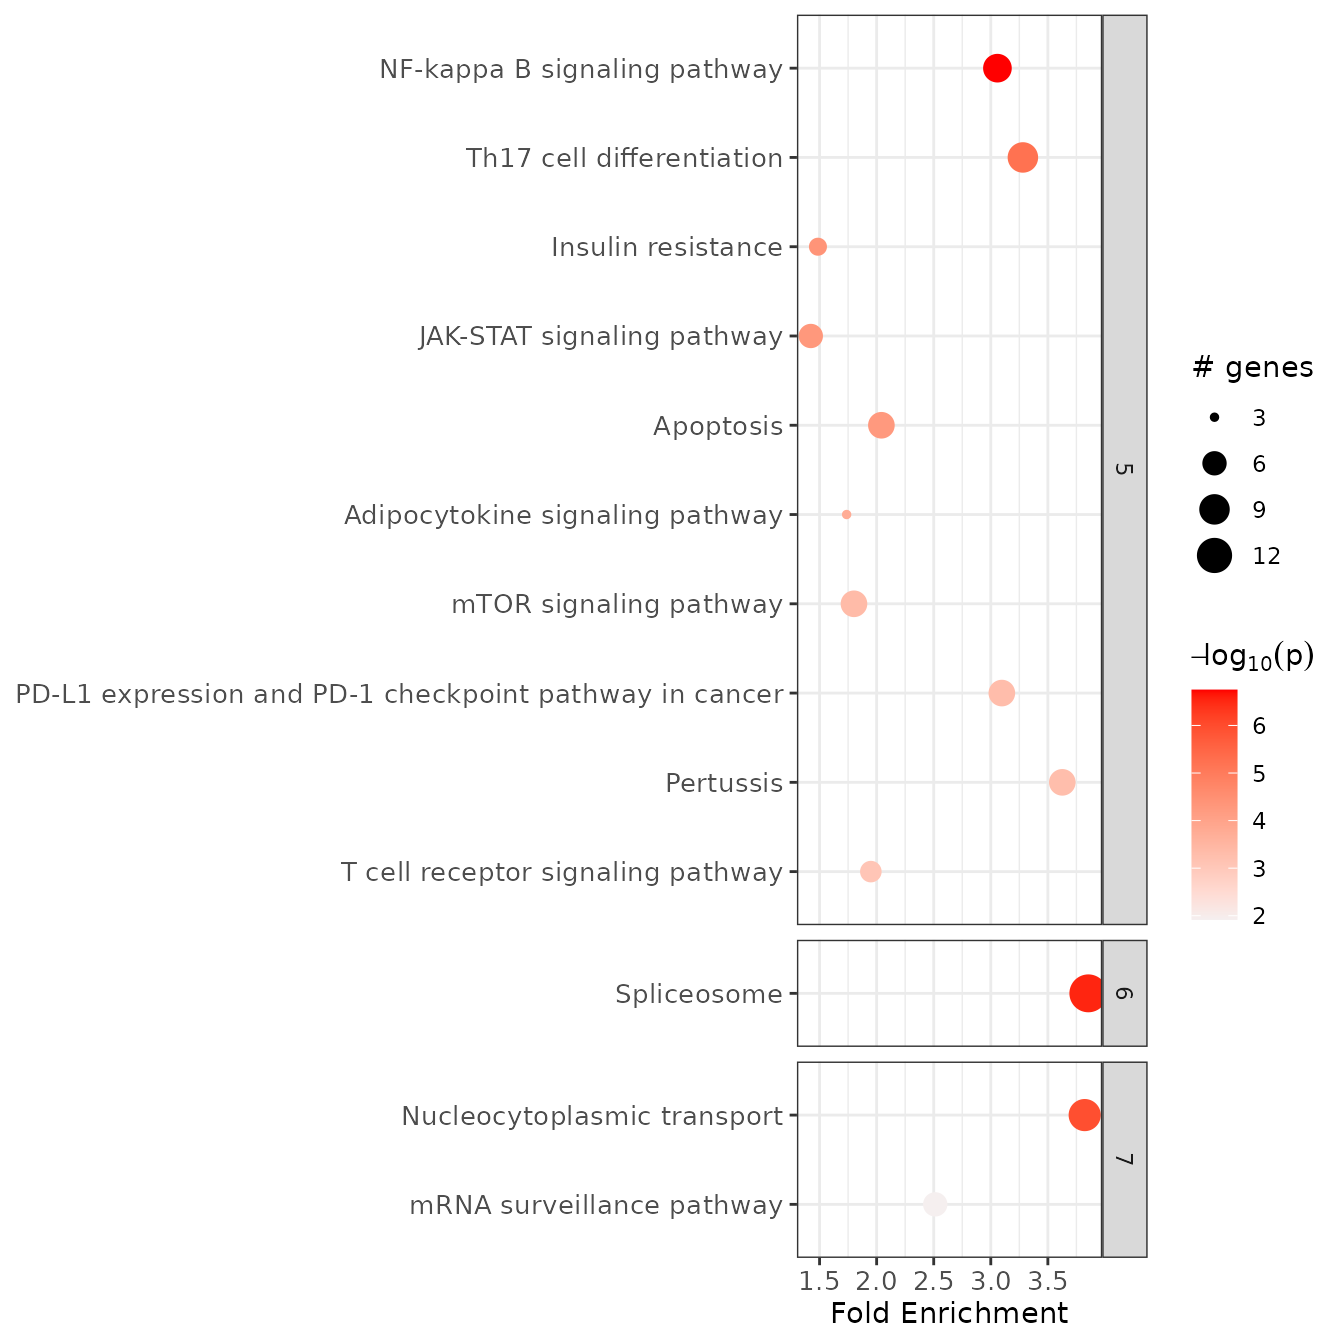 NF-kappa B signaling pathway
Th17 cell differentiation
Insulin resistance
JAK-STAT signaling pathway
Apoptosis
Adipocytokine signaling pathway
mTOR signaling pathway
PD-L1 expression and PD-1 checkpoint pathway in cancer
Pertussis
T cell receptor signaling pathway
5
Spliceosome
6
Nucleocytoplasmic transport
mRNA surveillance pathway
7
1.5 2.0 2.5 3.0 3.5
Fold Enrichment
# genes
3
6
9
12
−log₁₀(p)
6
5
4
3
2